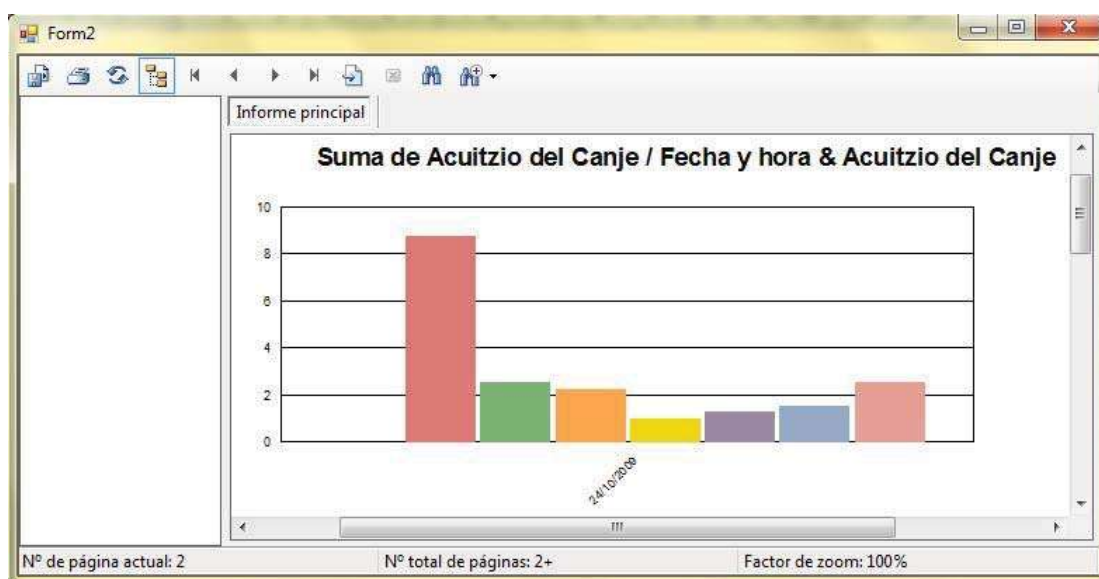 Form2
Informe principal
Suma de Acuitzio del Canje / Fecha y hora & Acuitzio del Canje
10
8
6
4
2
0
24/10/2009
Nº de página actual: 2
Nº total de páginas: 2+
Factor de zoom: 100%